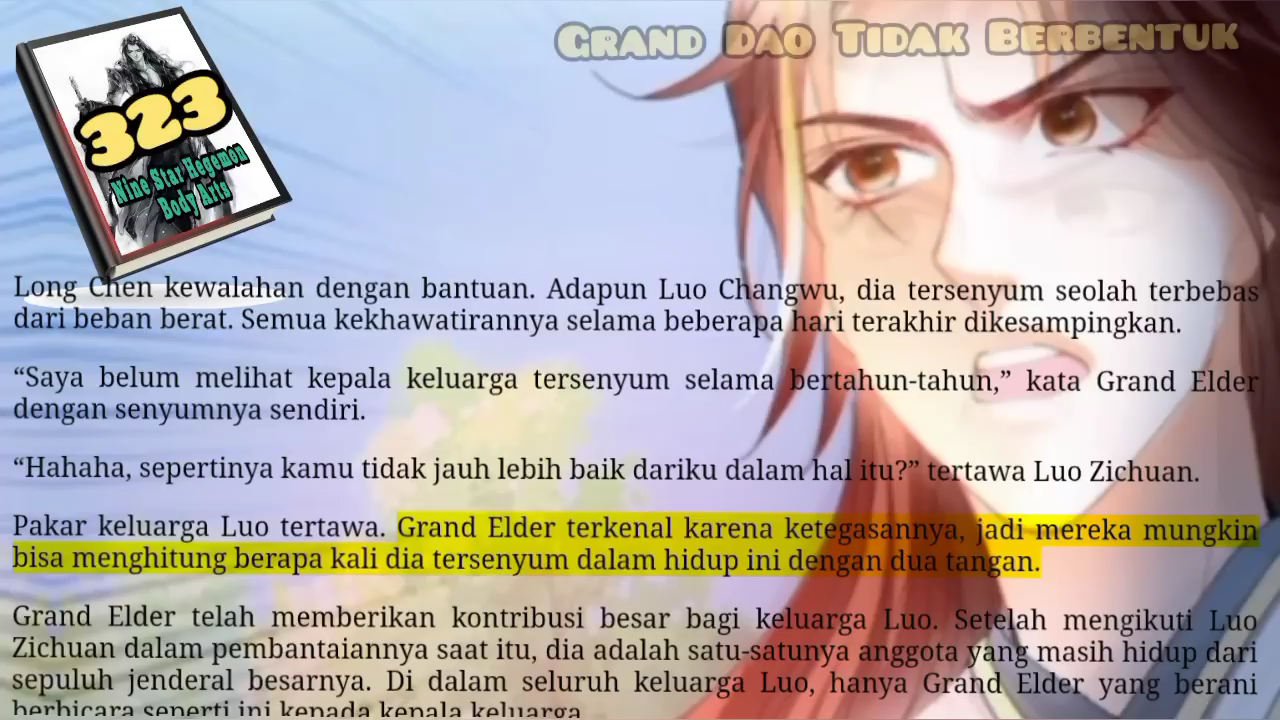 Grand Dao Tidak Berbentuk
323
Nine Star Hegemon
Body Arts
Long Chen kewalahan dengan bantuan. Adapun Luo Changwu, dia tersenyum seolah terbebas
dari beban berat. Semua kekhawatirannya selama beberapa hari terakhir dikesampingkan.
“Saya belum melihat kepala keluarga tersenyum selama bertahun-tahun,” kata Grand Elder
dengan senyumnya sendiri.
“Hahaha, sepertinya kamu tidak jauh lebih baik dariku dalam hal itu?” tertawa Luo Zichuan.
Pakar keluarga Luo tertawa. Grand Elder terkenal karena ketegasannya, jadi mereka mungkin
bisa menghitung berapa kali dia tersenyum dalam hidup ini dengan dua tangan.
Grand Elder telah memberikan kontribusi besar bagi keluarga Luo. Setelah mengikuti Luo
Zichuan dalam pembantaiannya saat itu, dia adalah satu-satunya anggota yang masih hidup dari
sepuluh jenderal besarnya. Di dalam seluruh keluarga Luo, hanya Grand Elder yang berani
berbicara seperti ini kepada kepala keluarga.